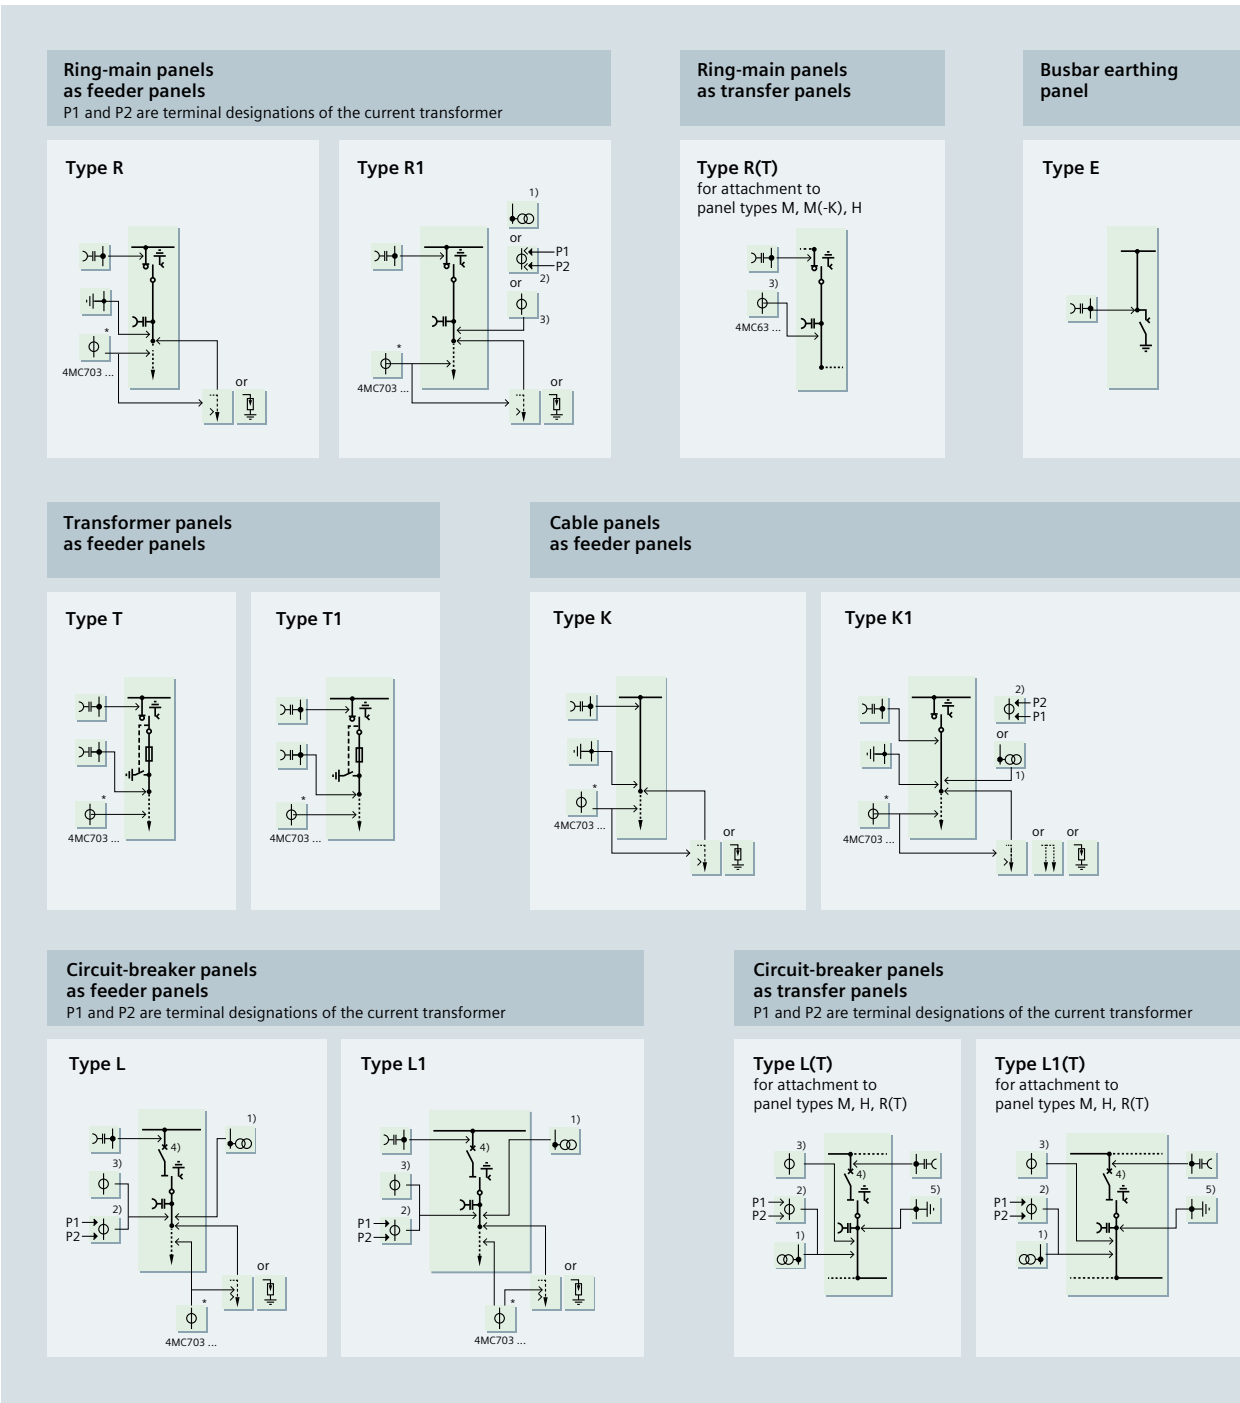 Ring-main panels
as feeder panels
P1 and P2 are terminal designations of the current transformer
Ring-main panels
as transfer panels
Busbar earthing
panel
Type R
*
4MC703 ...
or
Type R1
1)
or
P1
P2
or
2)
3)
*
4MC703 ...
or
Type R(T)
for attachment to
panel types M, M(-K), H
3)
4MC63 ...
Type E
Transformer panels
as feeder panels
Cable panels
as feeder panels
Type T
*
4MC703 ...
Type T1
*
4MC703 ...
Type K
*
4MC703 ...
or
Type K1
2)
P2
P1
or
1)
*
4MC703 ...
or
or
Circuit-breaker panels
as feeder panels
P1 and P2 are terminal designations of the current transformer
Circuit-breaker panels
as transfer panels
P1 and P2 are terminal designations of the current transformer
Type L
1)
4)
3)
2)
P1
P2
or
*
4MC703 ...
Type L1
1)
4)
3)
2)
P1
P2
or
*
4MC703 ...
Type L(T)
for attachment to
panel types M, H, R(T)
3)
4)
2)
5)
P1
P2
1)
Type L1(T)
for attachment to
panel types M, H, R(T)
3)
4)
2)
5)
P1
P2
1)